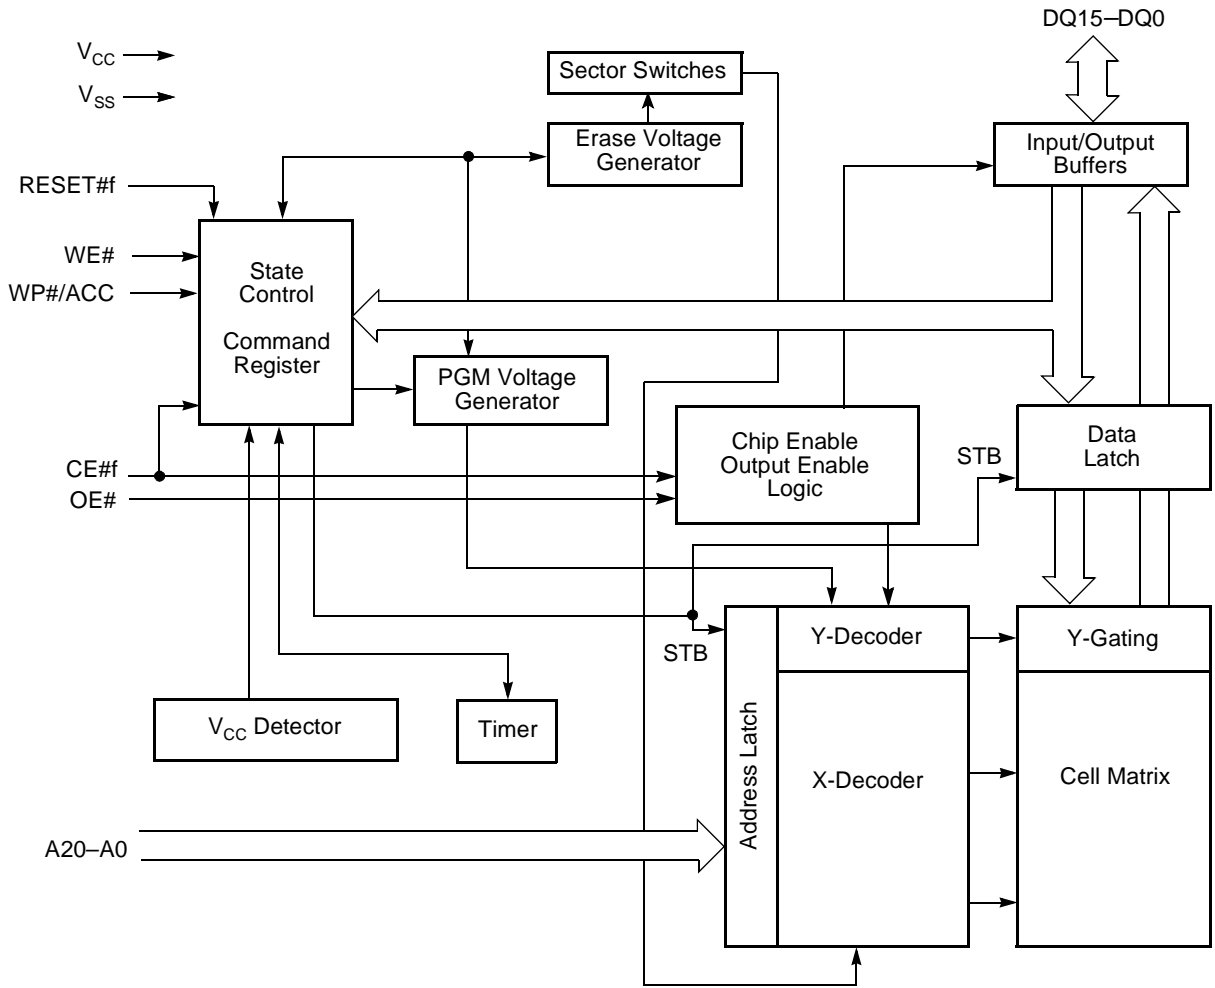 DQ15–DQ0
VCC
VSS
Sector Switches
Erase Voltage
Generator
Input/Output
Buffers
RESET#f
WE#
WP#/ACC
State
Control
Command
Register
PGM Voltage
Generator
Chip Enable
Output Enable
Logic
STB
Data
Latch
CE#f
OE#
STB
Y-Decoder
Y-Gating
VCC Detector
Timer
Address Latch
X-Decoder
Cell Matrix
A20–A0